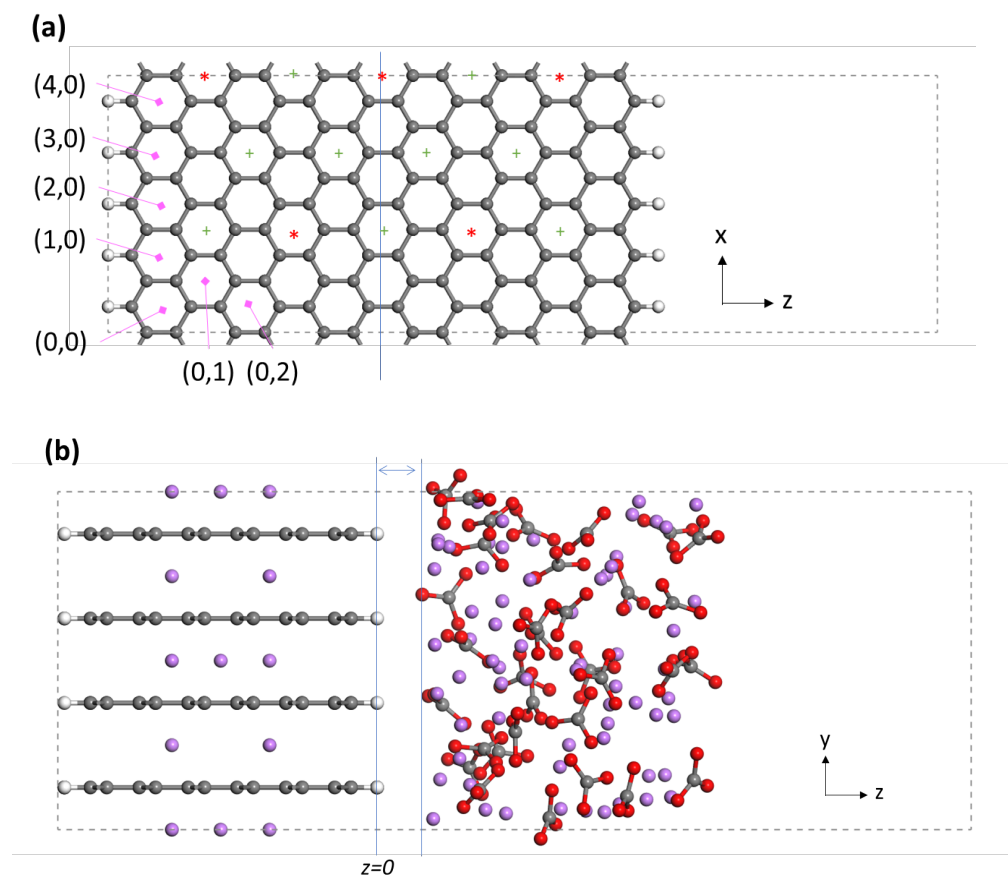 (a)
(4,0)
(3,0)
(2,0)
(1,0)
(0,0)
(0,1) (0,2)
x
z
(b)
y
z
z=0